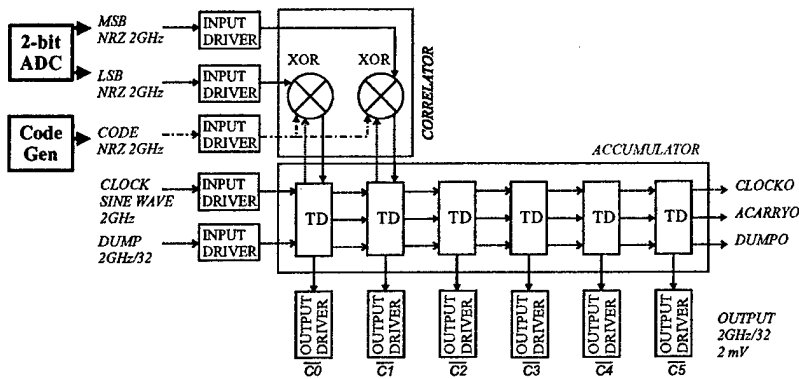 2-bit
ADC
MSB
NRZ 2GHz
INPUT
DRIVER
LSB
NRZ 2GHz
INPUT
DRIVER
Code
Gen
CODE
NRZ 2GHz
INPUT
DRIVER
XOR
XOR
CORRELATOR
ACCUMULATOR
CLOCK
SINE WAVE
2GHz
INPUT
DRIVER
DUMP
2GHz/32
INPUT
DRIVER
TD
TD
TD
TD
TD
TD
CLOCKO
ACARRYO
DUMPO
OUTPUT
DRIVER
OUTPUT
DRIVER
OUTPUT
DRIVER
OUTPUT
DRIVER
OUTPUT
DRIVER
OUTPUT
DRIVER
C0
C1
C2
C3
C4
C5
OUTPUT
2GHz/32
2 mV